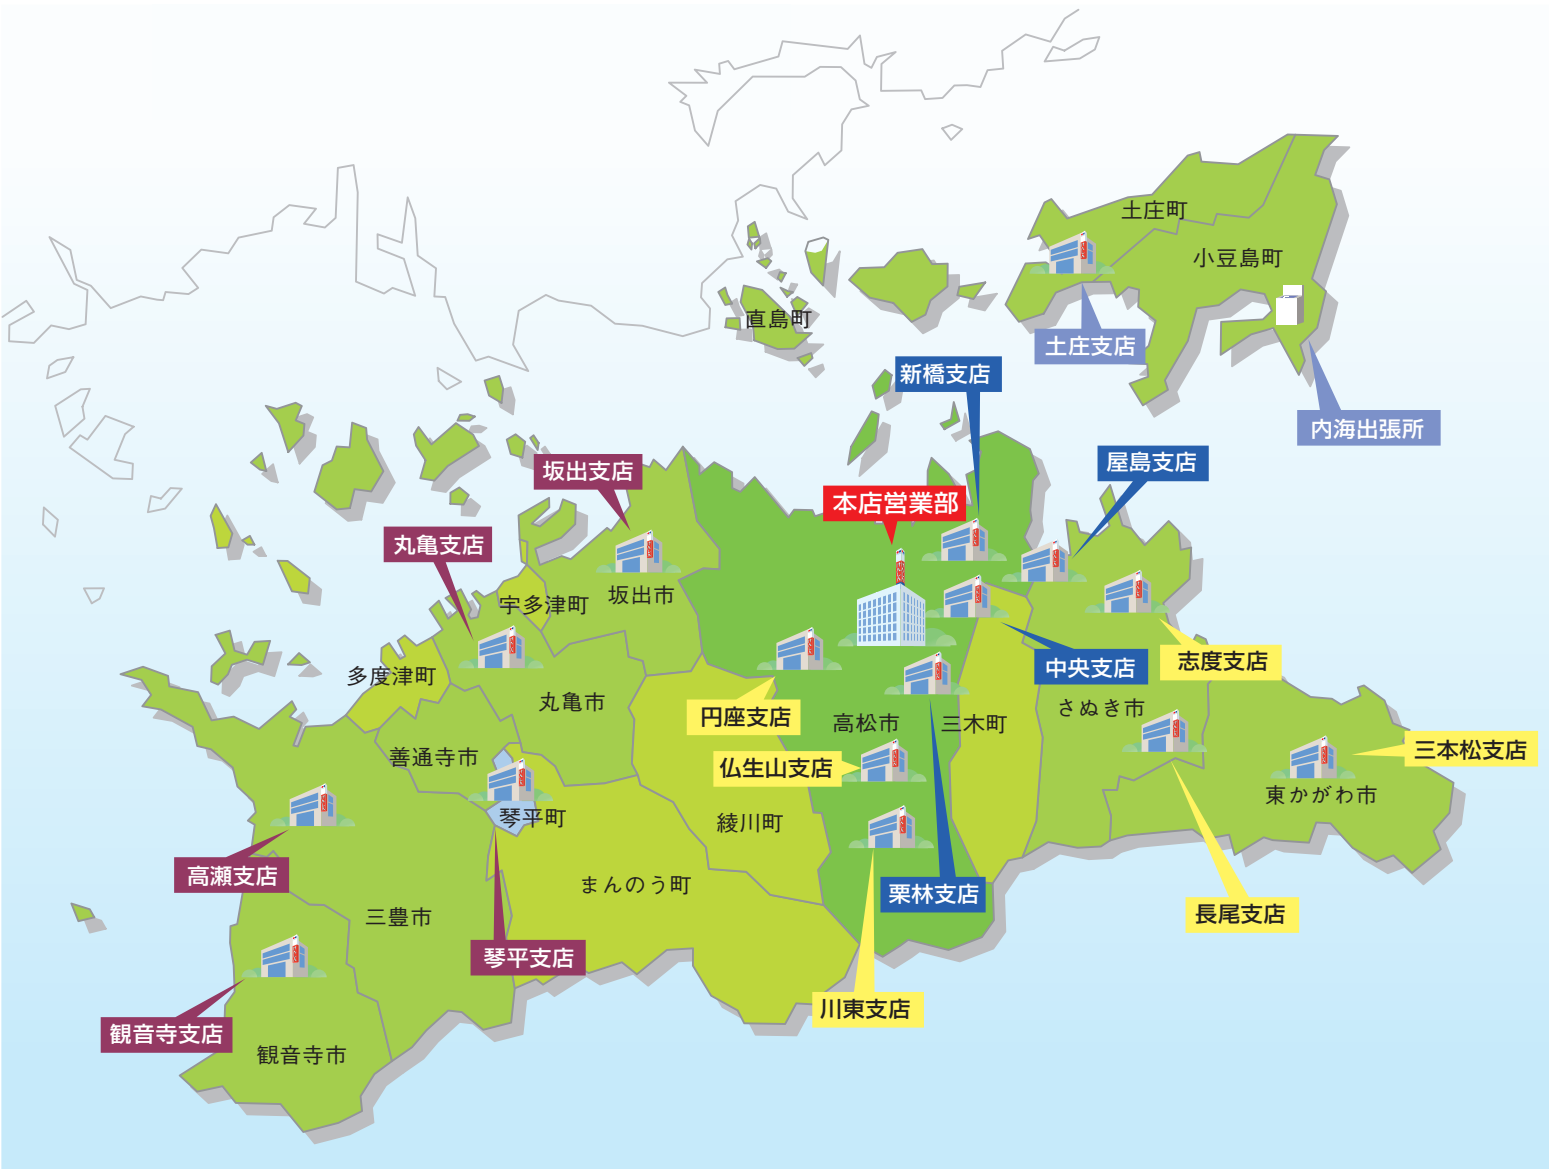 土庄町
小豆島町
直島町
土庄支店
新橋支店
内海出張所
屋島支店
坂出支店
本店営業部
丸亀支店
宇多津町
坂出市
中央支店
志度支店
多度津町
丸亀市
円座支店
高松市
三木町
さぬき市
善通寺市
仏生山支店
三本松支店
東かがわ市
琴平町
綾川町
高瀬支店
まんのう町
栗林支店
三豊市
長尾支店
琴平支店
川東支店
観音寺支店
観音寺市